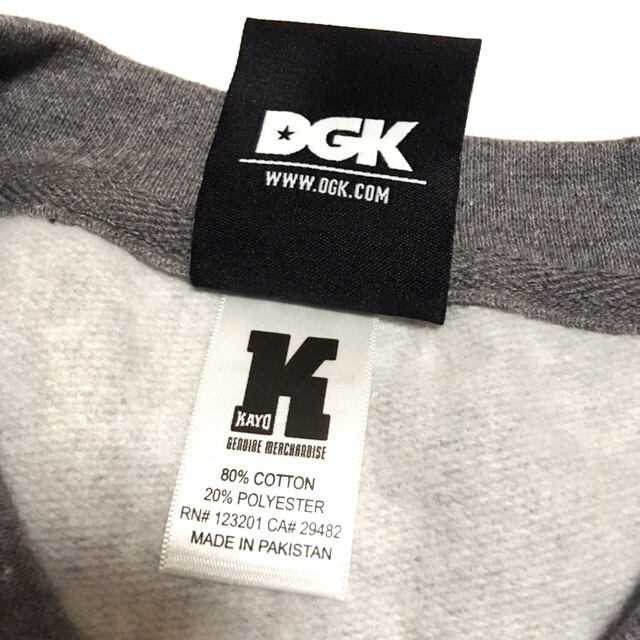 DGK
WWW.DGK.COM
K
KAYO
GENUINE MERCHANDISE
80% COTTON
20% POLYESTER
RN# 123201 CA# 29482
MADE IN PAKISTAN